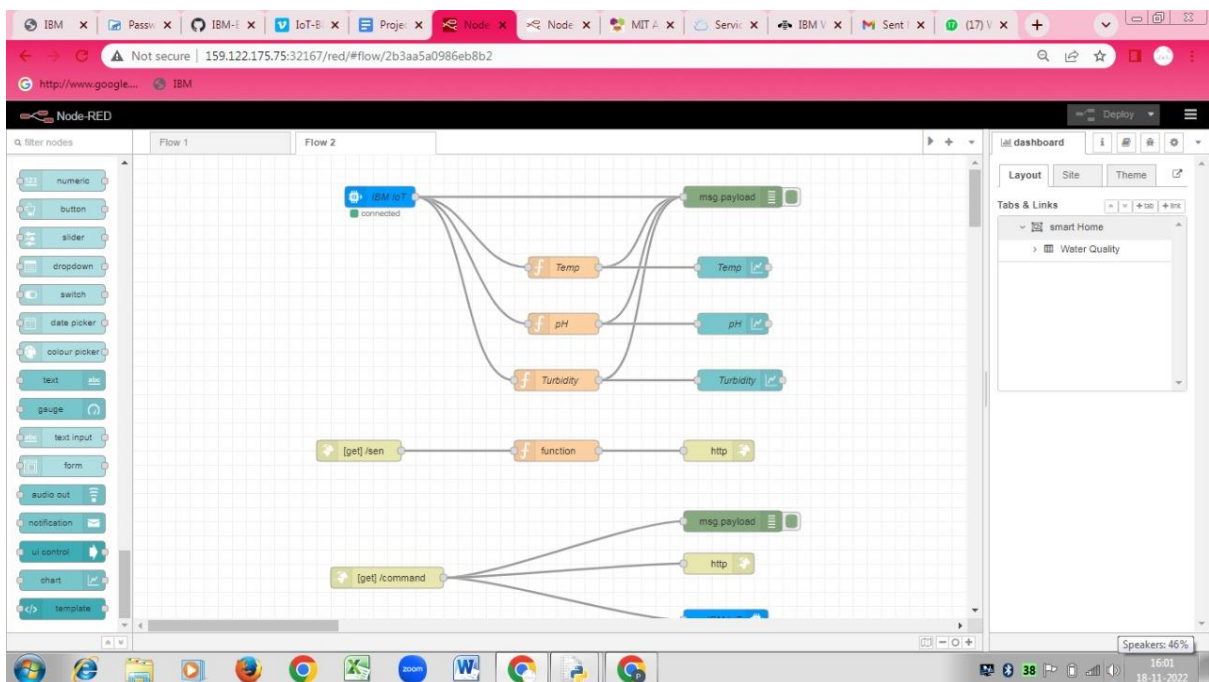 IBM
Passw
IBM-E
IoT-B
Projec
Node
Node
MIT A
Servic
IBM V
Sent
(17) V
Not secure 159.122.175.75:32167/red/#flow/2b3aa5a0986eb8b2
http://www.google....
IBM
Node-RED
Deploy
filter nodes
Flow 1
Flow 2
dashboard
Layout
Site
Theme
Tabs & Links
+ tab
+ link
smart Home
Water Quality
numeric
button
slider
dropdown
switch
date picker
colour picker
text
abc
gauge
text input
form
audio out
notification
ui control
chart
template
IBM IoT
connected
msg.payload
Temp
Temp
pH
pH
Turbidity
Turbidity
[get] /sen
function
http
msg.payload
[get] /command
http
Speakers: 46%
zoom
38
16:01
18-11-2022